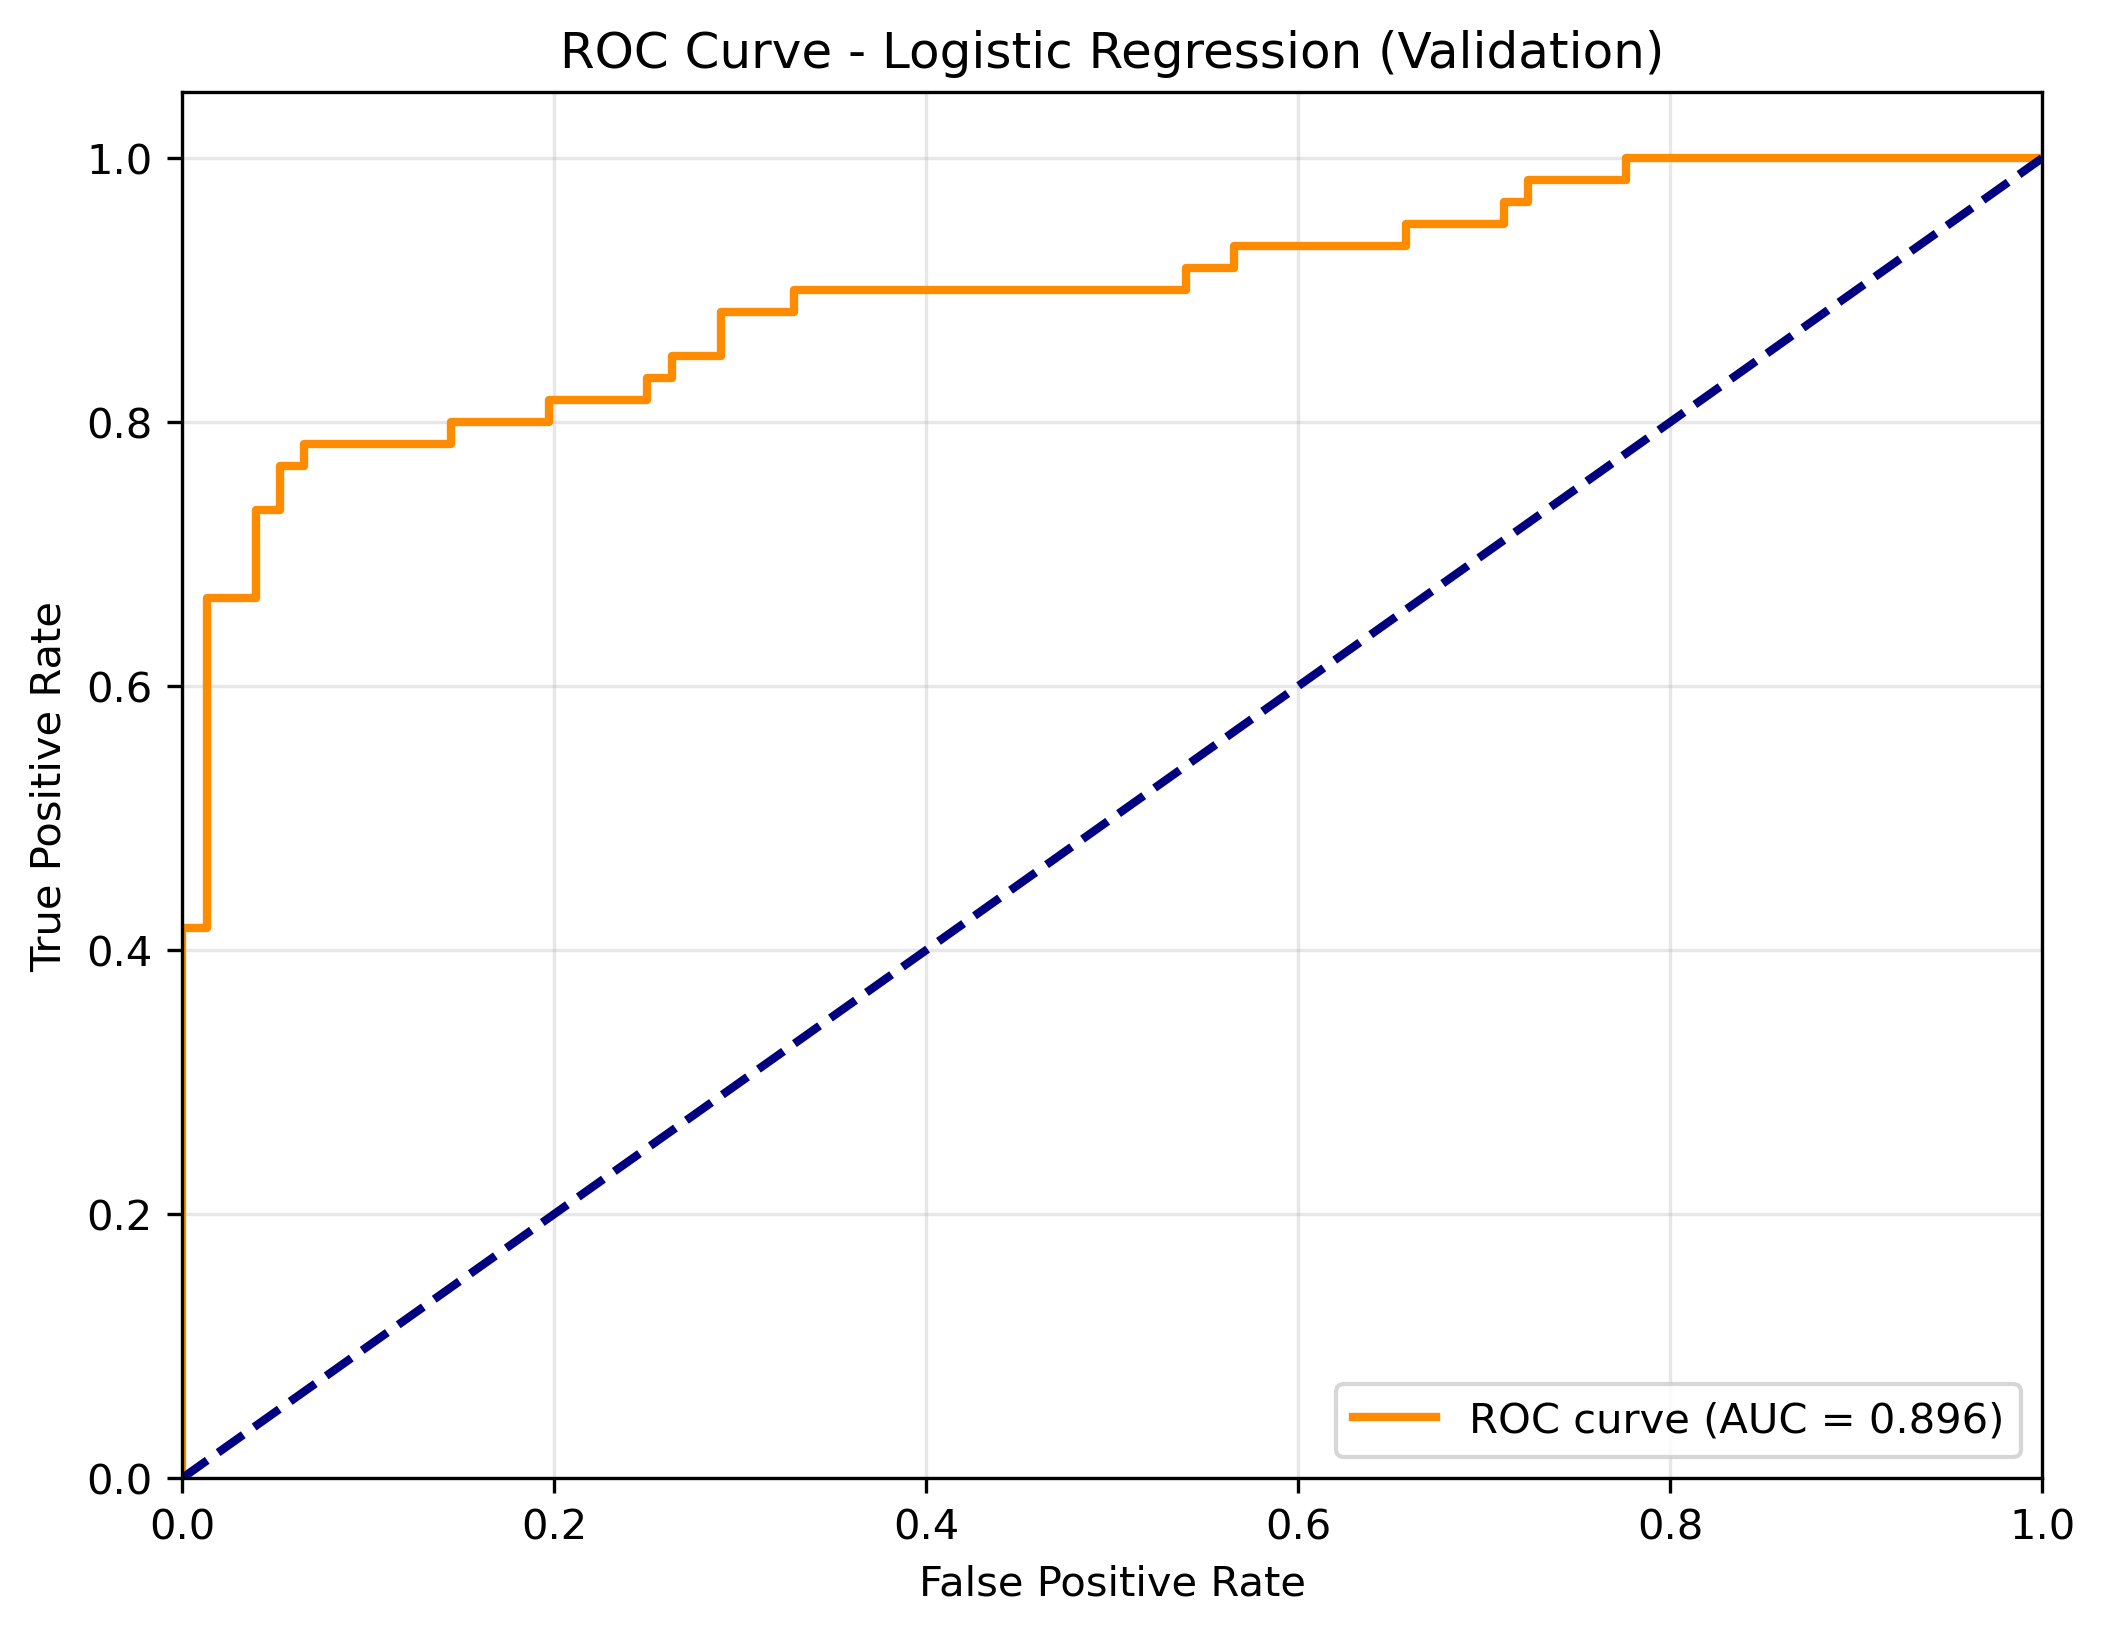 ROC Curve - Logistic Regression (Validation)
1.0
0.8
0.6
0.4
0.2
0.0
True Positive Rate
0.0 0.2 0.4 0.6 0.8 1.0
False Positive Rate
ROC curve (AUC = 0.896)